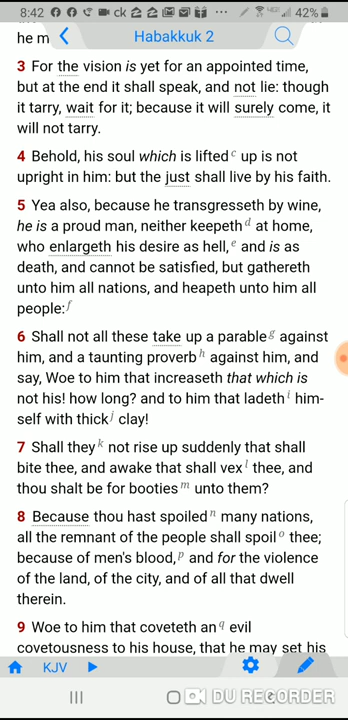 8:42 ck 42%
he m
Habakkuk 2
3 For the vision is yet for an appointed time,
but at the end it shall speak, and not lie: though
it tarry, wait for it; because it will surely come, it
will not tarry.
4 Behold, his soul which is lifted c up is not
upright in him: but the just shall live by his faith.
5 Yea also, because he transgresseth by wine,
he is a proud man, neither keepeth d at home,
who enlargeth his desire as hell, e and is as
death, and cannot be satisfied, but gathereth
unto him all nations, and heapeth unto him all
people: f
6 Shall not all these take up a parable g against
him, and a taunting proverb h against him, and
say, Woe to him that increaseth that which is
not his! how long? and to him that ladeth i him-
self with thick j clay!
7 Shall they k not rise up suddenly that shall
bite thee, and awake that shall vex l thee, and
thou shalt be for booties m unto them?
8 Because thou hast spoiled n many nations,
all the remnant of the people shall spoil o thee;
because of men's blood, p and for the violence
of the land, of the city, and of all that dwell
therein.
9 Woe to him that coveteth an q evil
covetousness to his house, that he may set his
KJV
DU RECORDER